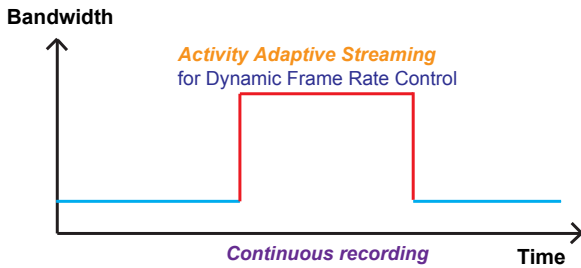 Bandwidth
Activity Adaptive Streaming
for Dynamic Frame Rate Control
Continuous recording
Time